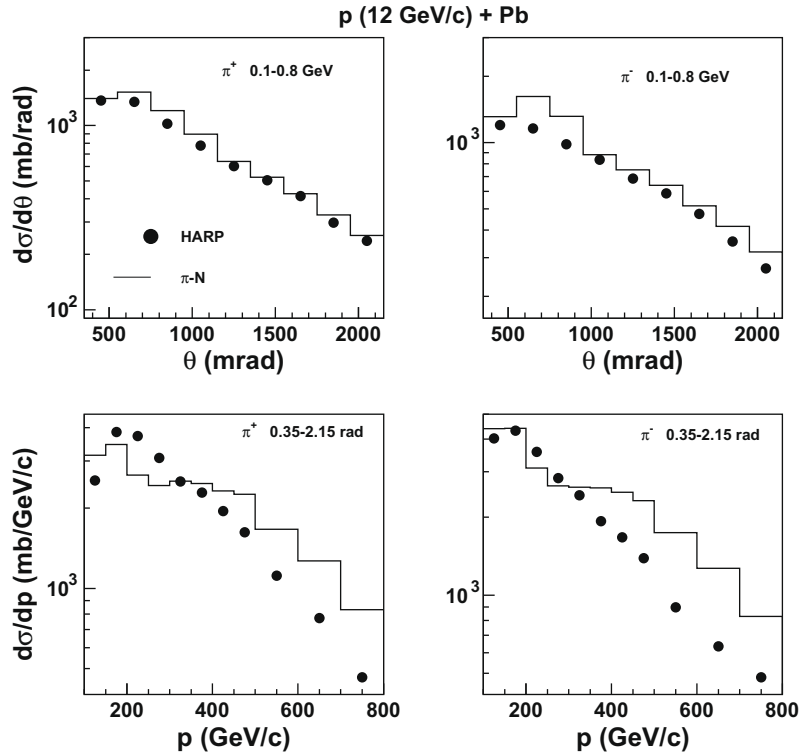 p (12 GeV/c) + Pb
dσ/dθ (mb/rad)
π+ 0.1-0.8 GeV
10³
HARP
π-N
10²
500 1000 1500 2000
θ (mrad)
π- 0.1-0.8 GeV
10³
500 1000 1500 2000
θ (mrad)
dσ/dp (mb/GeV/c)
π+ 0.35-2.15 rad
10³
200 400 600 800
p (GeV/c)
π- 0.35-2.15 rad
10³
200 400 600 800
p (GeV/c)